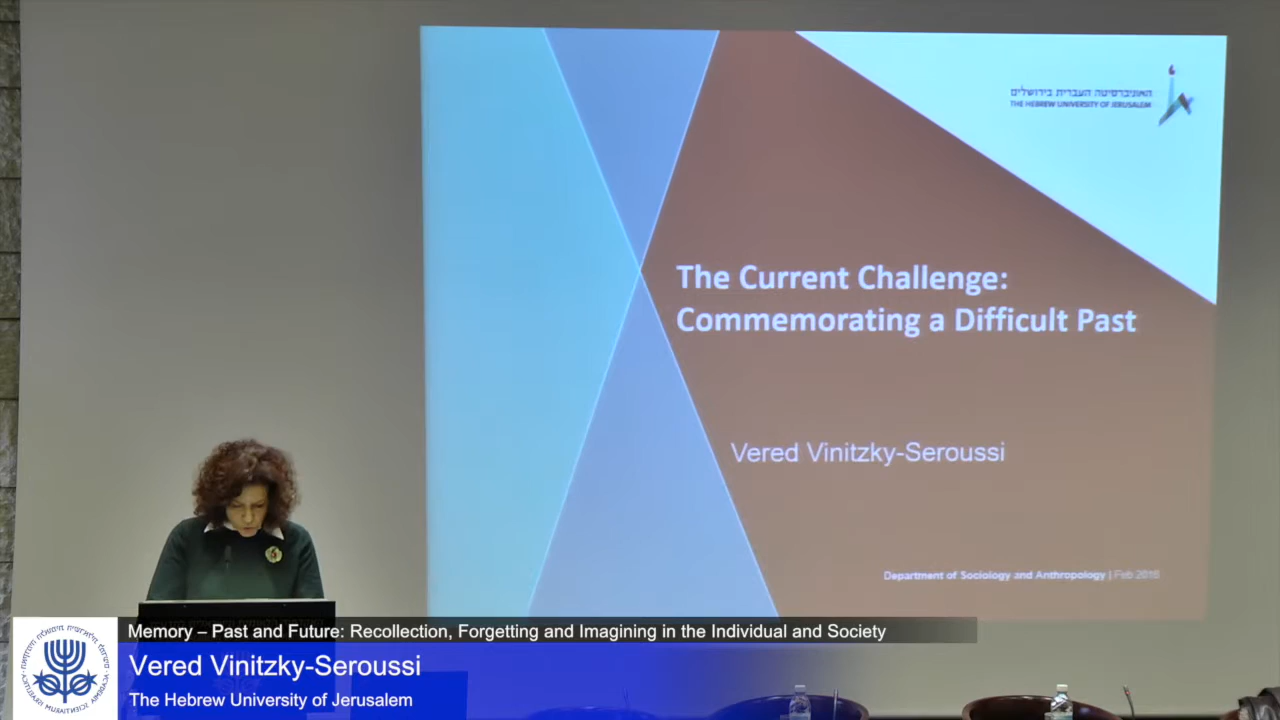 האוניברסיטה העברית בירושלים
THE HEBREW UNIVERSITY OF JERUSALEM
The Current Challenge:
Commemorating a Difficult Past
Vered Vinitzky-Seroussi
Department of Sociology and Anthropology | Feb 2016
Memory – Past and Future: Recollection, Forgetting and Imagining in the Individual and Society
Vered Vinitzky-Seroussi
The Hebrew University of Jerusalem